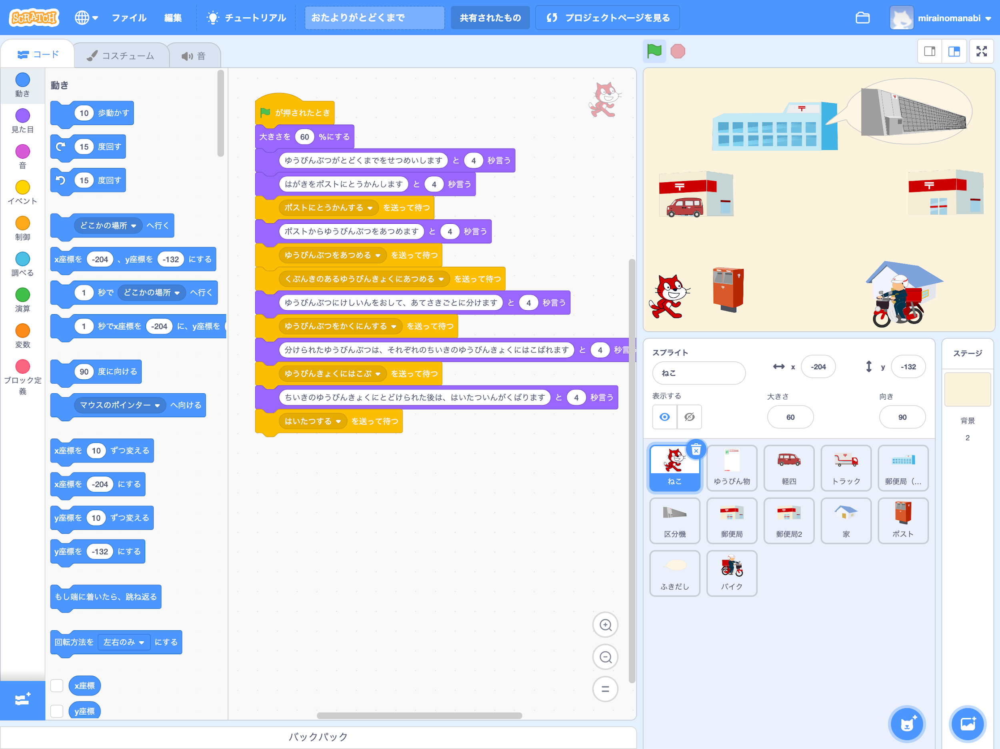 SCRATCH
ファイル
編集
チュートリアル
おたよりがとどくまで
共有されたもの
プロジェクトページを見る
mirainomanabi
コード
コスチューム
音
動き
見た目
音
イベント
制御
調べる
演算
変数
ブロック定
義
動き
10 歩動かす
15 度回す
15 度回す
どこかの場所 へ行く
x座標を -204 、y座標を -132 にする
1 秒で どこかの場所 へ行く
1 秒でx座標を -204 に、y座標を
90 度に向ける
マウスのポインター へ向ける
x座標を 10 ずつ変える
x座標を -204 にする
y座標を 10 ずつ変える
y座標を -132 にする
もし端に着いたら、跳ね返る
回転方法を 左右のみ にする
x座標
y座標
が押されたとき
大きさを 60 %にする
ゆうびんぶつがとどくまでをせつめいします と 4 秒言う
はがきをポストにとうかんします と 4 秒言う
ポストにとうかんする を送って待つ
ポストからゆうびんぶつをあつめます と 4 秒言う
ゆうびんぶつをあつめる を送って待つ
くぶんきのあるゆうびんきょくにあつめる を送って待つ
ゆうびんぶつにけしいんをおして、あてさきごとに分けます と 4 秒言う
ゆうびんぶつをかくにんする を送って待つ
分けられたゆうびんぶつは、それぞれのちいきのゆうびんきょくにはこばれます と 4 秒言
ゆうびんきょくにはこぶ を送って待つ
ちいきのゆうびんきょくにとどけられた後は、はいたついんがくばります と 4 秒言う
はいたつする を送って待つ
バックパック
スプライト
ねこ
x -204
y -132
表示する
大きさ 60
向き 90
ステージ
背景
2
ねこ
ゆうびん物
軽四
トラック
郵便局（...
区分機
郵便局
郵便局2
家
ポスト
ふきだし
バイク